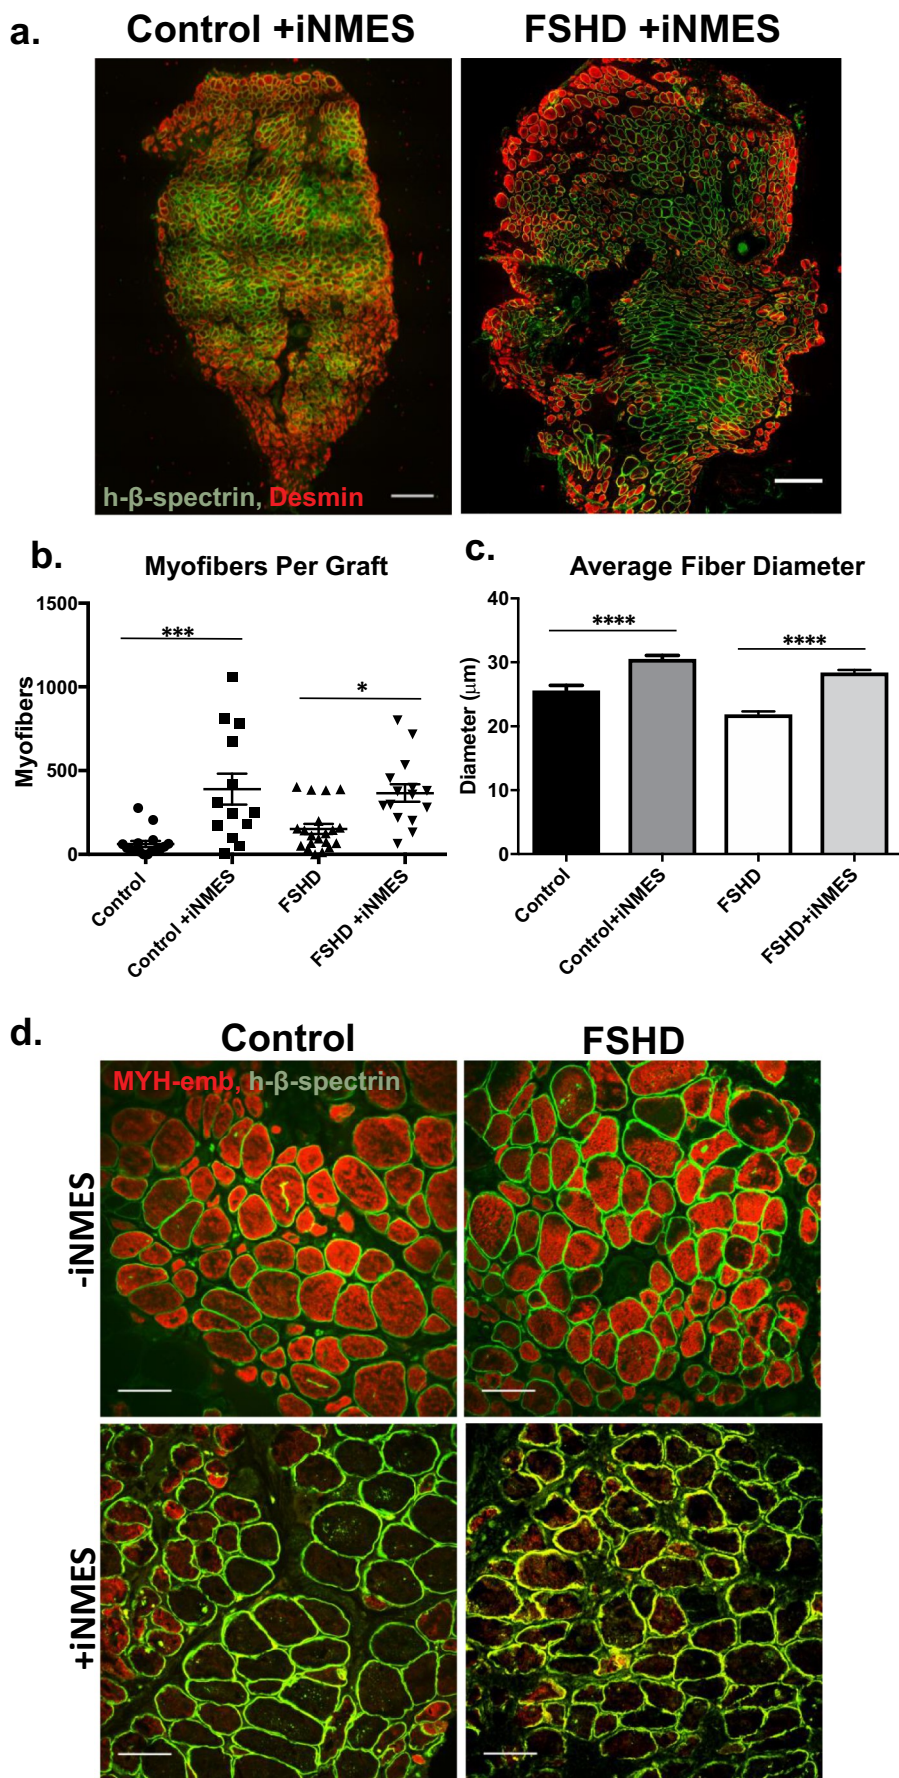 a.
Control +iNMES
FSHD +iNMES
h-β-spectrin, Desmin
b.
Myofibers Per Graft
Myofibers
1500
1000
500
0
***
*
Control
Control +iNMES
FSHD
FSHD +iNMES
c.
Average Fiber Diameter
Diameter (μm)
40
30
20
10
0
****
****
Control
Control+iNMES
FSHD
FSHD+iNMES
d.
Control
FSHD
MYH-emb, h-β-spectrin
-iNMES
+iNMES